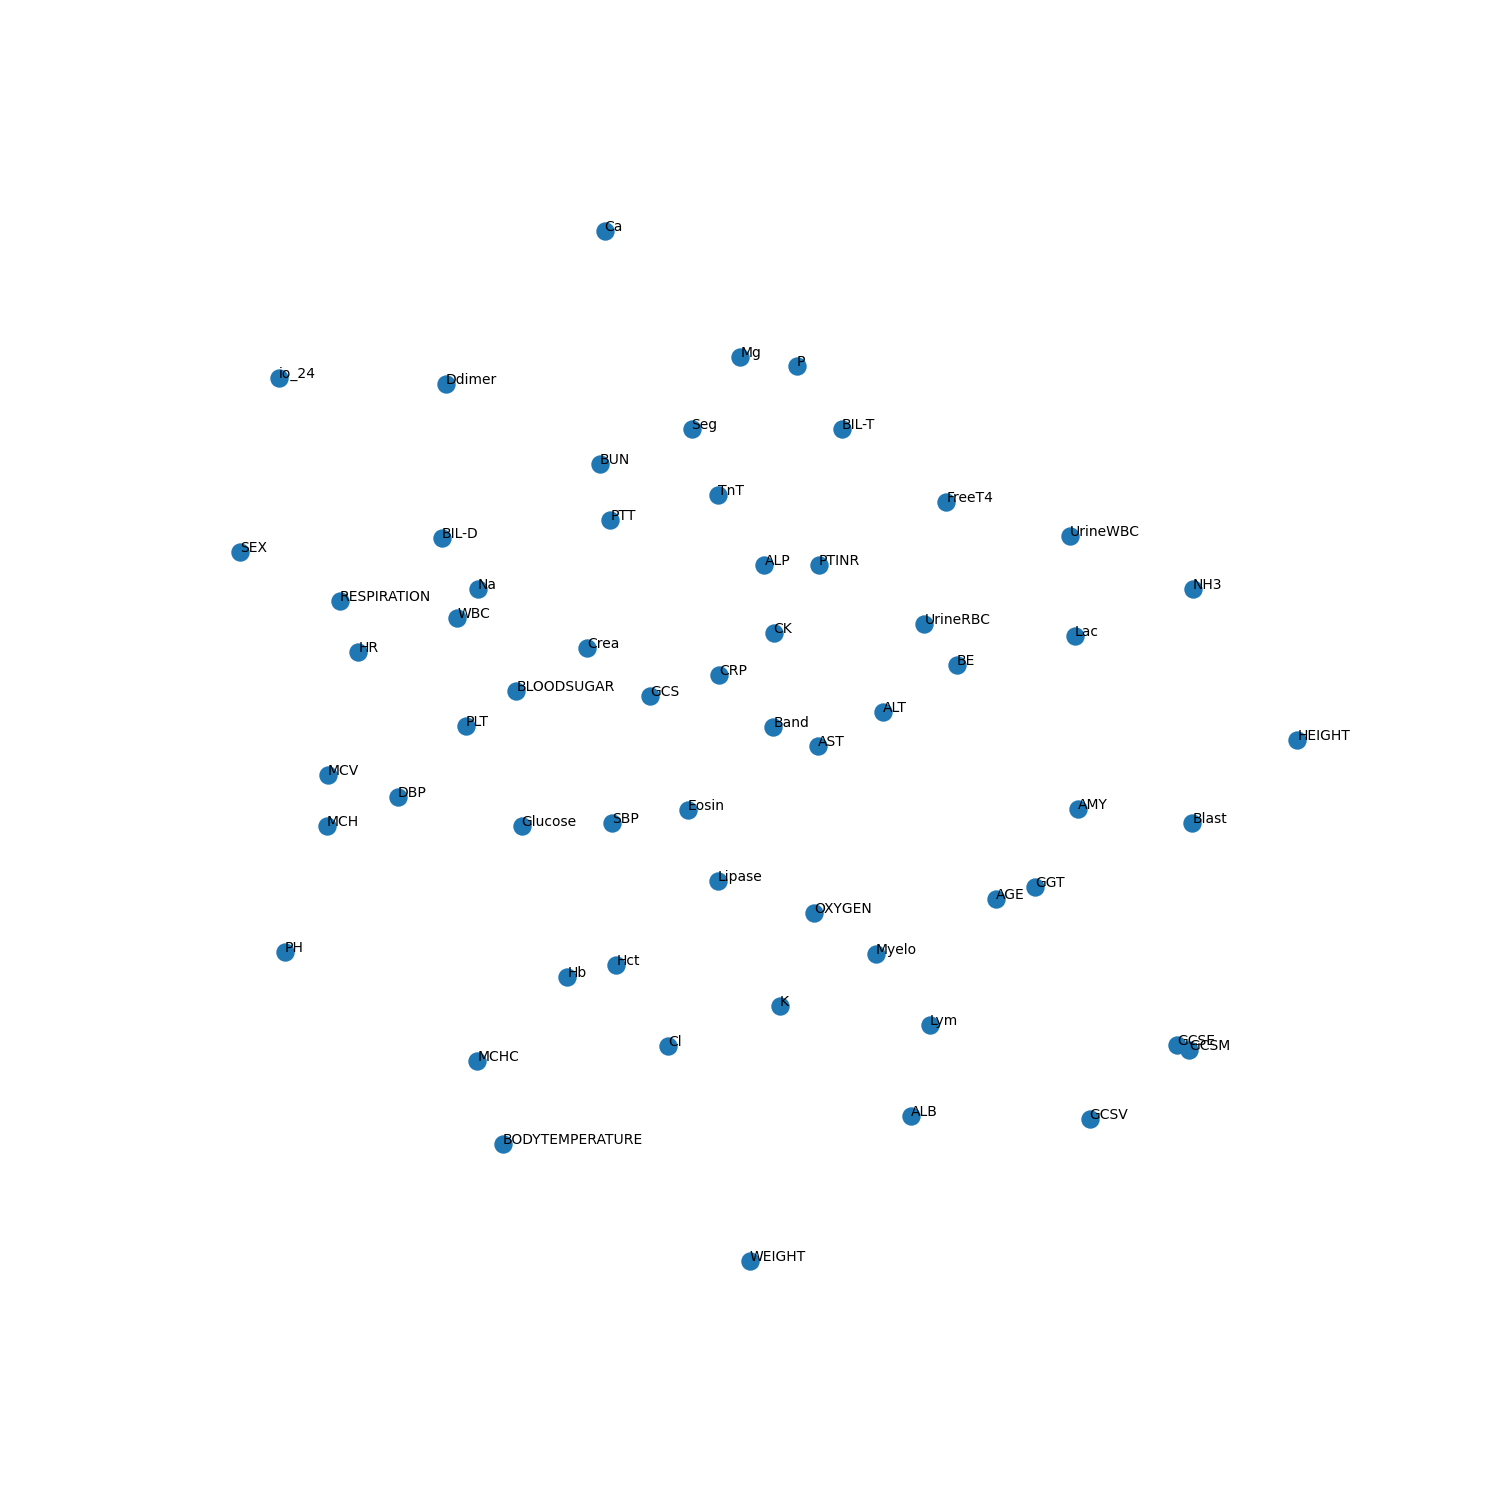 Ca
Mg
P
io_24
Ddimer
Seg
BIL-T
BUN
TnT
FreeT4
PTT
UrineWBC
BIL-D
SEX
ALP
PTINR
Na
NH3
RESPIRATION
WBC
UrineRBC
CK
Lac
Crea
HR
BE
CRP
BLOODSUGAR
GCS
ALT
PLT
Band
HEIGHT
AST
MCV
DBP
Eosin
AMY
MCH
Glucose
SBP
Blast
Lipase
GGT
AGE
OXYGEN
PH
Myelo
Hct
Hb
K
Lym
Cl
GCSE
GCSM
MCHC
ALB
GCSV
BODYTEMPERATURE
WEIGHT